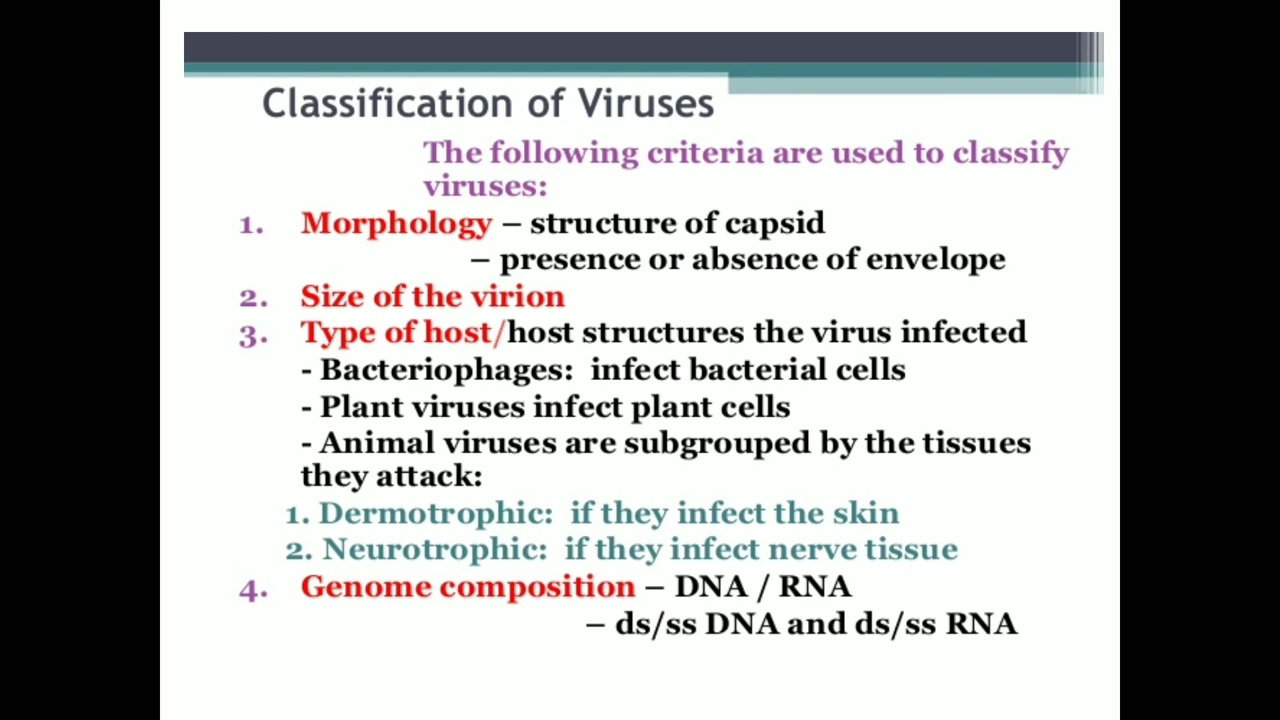 Classification of Viruses
The following criteria are used to classify
viruses:
1. Morphology – structure of capsid
– presence or absence of envelope
2. Size of the virion
3. Type of host/host structures the virus infected
- Bacteriophages: infect bacterial cells
- Plant viruses infect plant cells
- Animal viruses are subgrouped by the tissues
they attack:
1. Dermotrophic: if they infect the skin
2. Neurotrophic: if they infect nerve tissue
4. Genome composition – DNA / RNA
– ds/ss DNA and ds/ss RNA